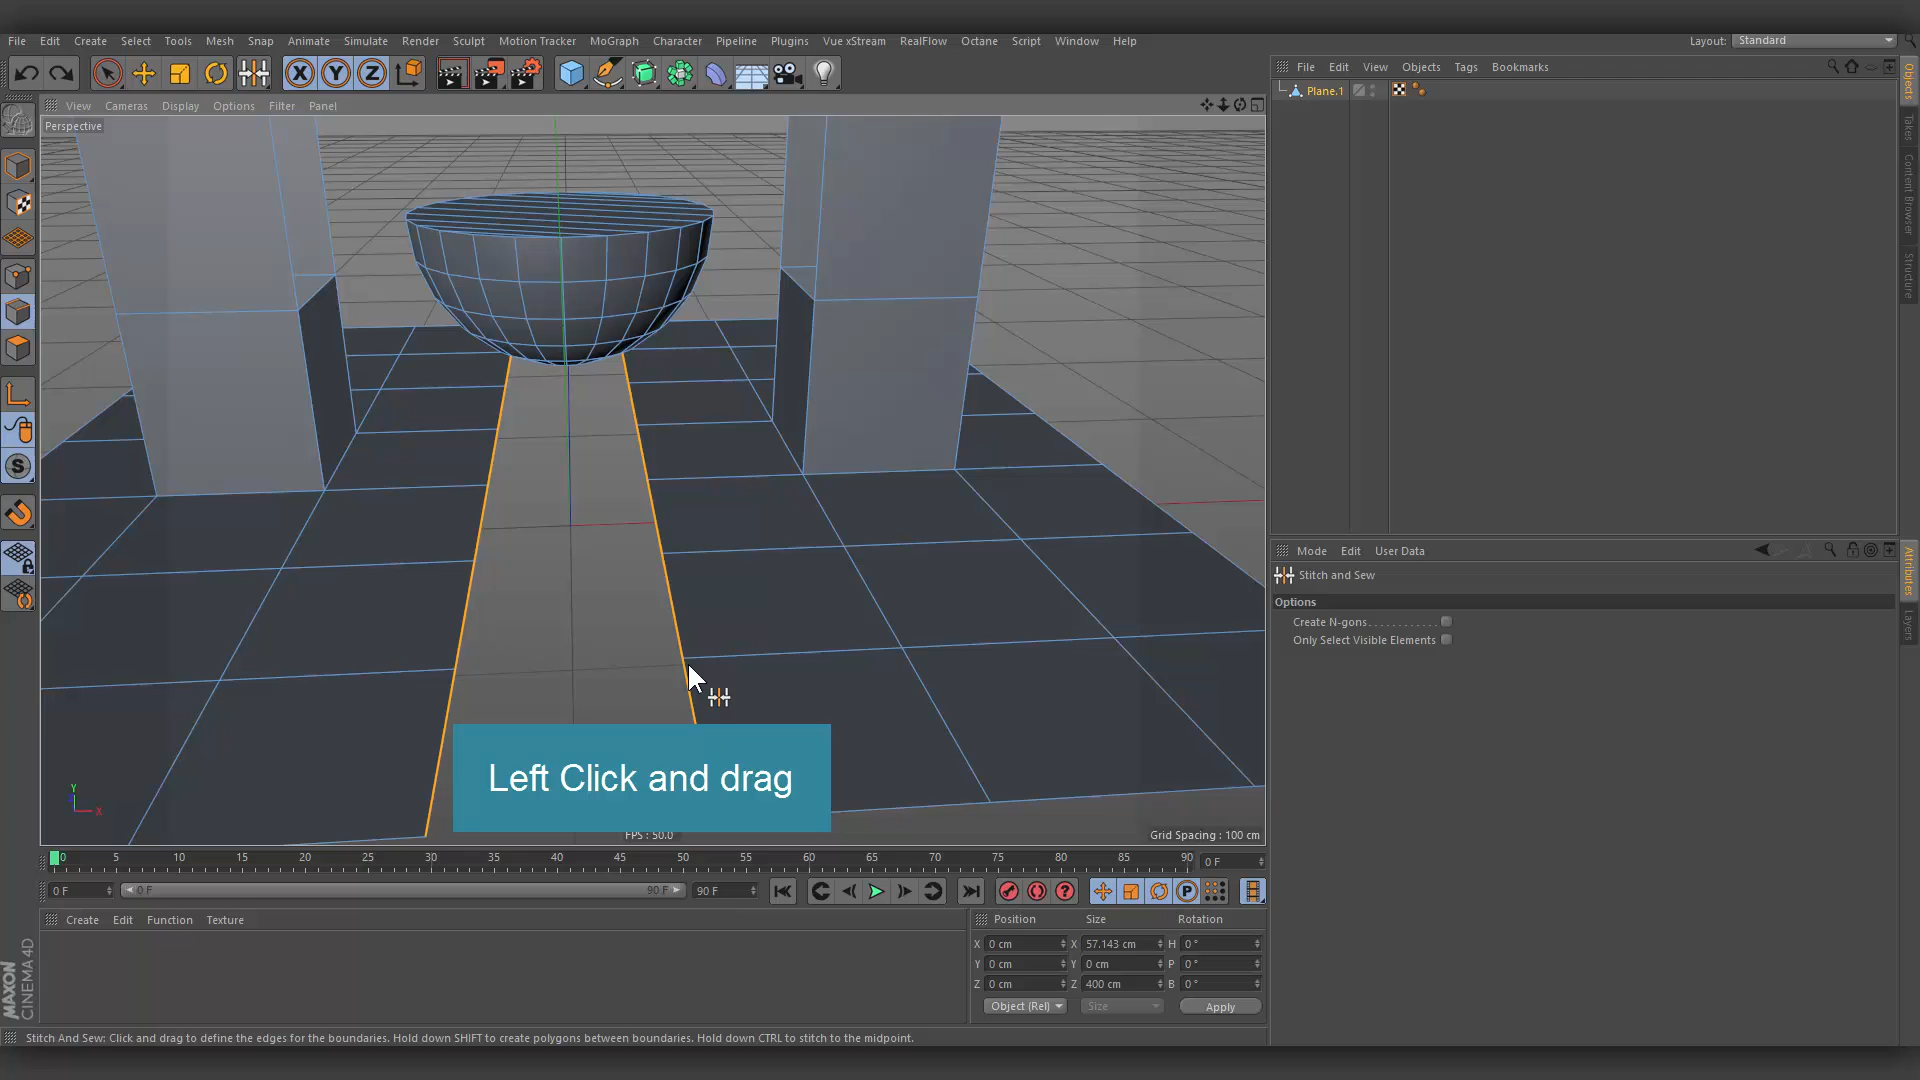 File Edit Create Select Tools Mesh Snap Animate Simulate Render Sculpt Motion Tracker MoGraph Character Pipeline Plugins Vue xStream RealFlow Octane Script Window Help
Layout: Standard
X Y Z
File Edit View Objects Tags Bookmarks
Plane.1
View Cameras Display Options Filter Panel
Perspective
Objects
Takes
Content Browser
Structure
S
Mode Edit User Data
Stitch and Sew
Options
Create N-gons
Only Select Visible Elements
Attributes
Layers
Left Click and drag
Y
X
FPS : 50.0
Grid Spacing : 100 cm
0 5 10 15 20 25 30 35 40 45 50 55 60 65 70 75 80 85 90
0 F
0 F 0 F 90 F 90 F
P
Create Edit Function Texture
Position Size Rotation
X 0 cm X 57.143 cm H 0 °
Y 0 cm Y 0 cm P 0 °
Z 0 cm Z 400 cm B 0 °
Object (Rel) Size Apply
MAXON
CINEMA 4D
Stitch And Sew: Click and drag to define the edges for the boundaries. Hold down SHIFT to create polygons between boundaries. Hold down CTRL to stitch to the midpoint.